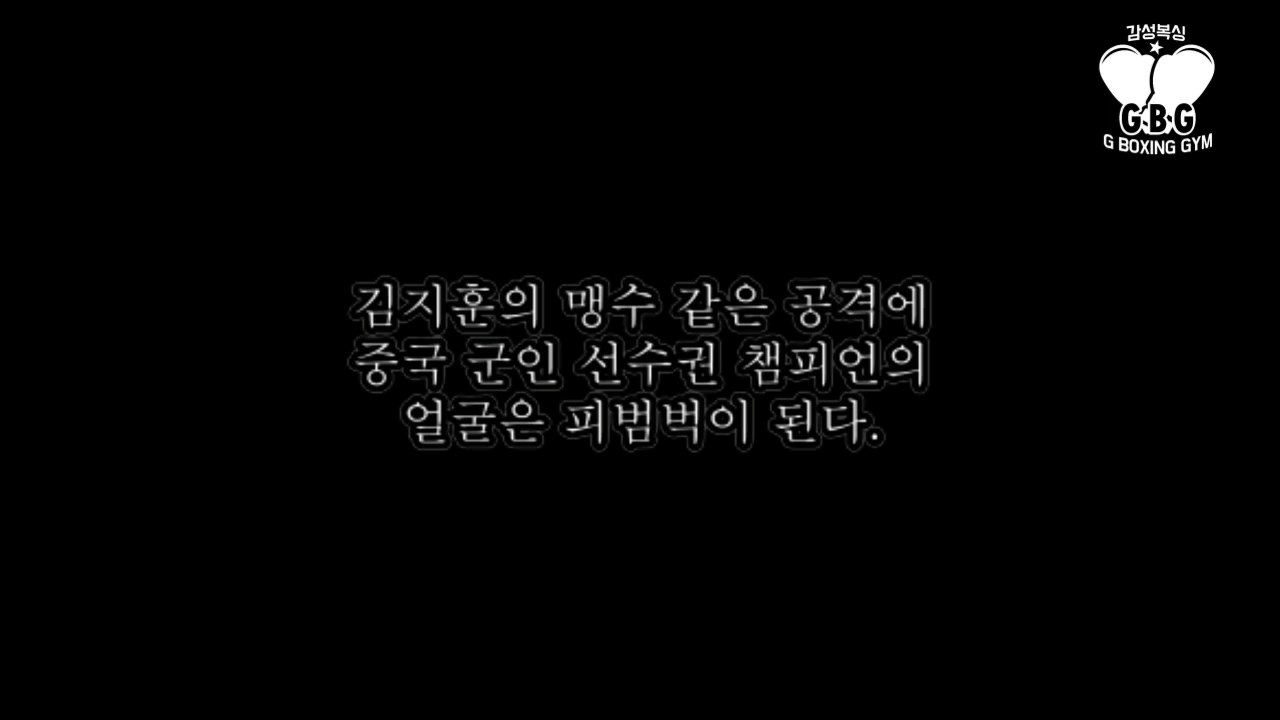 감성복싱
G.B.G
G BOXING GYM
김지훈의 맹수 같은 공격에
중국 군인 선수권 챔피언의
얼굴은 피범벅이 된다.